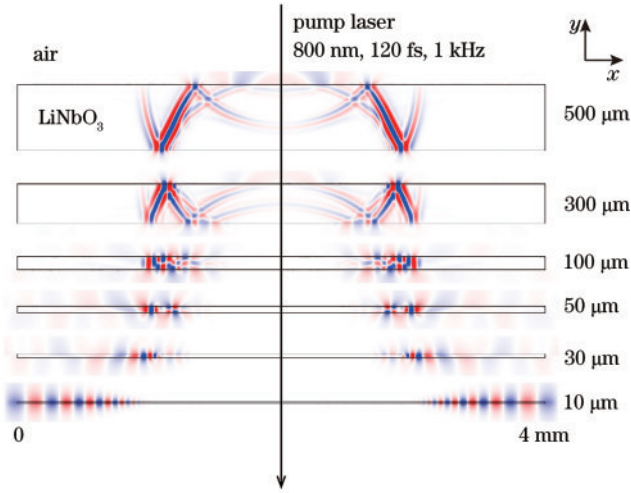 pump laser
800 nm, 120 fs, 1 kHz
y
x
air
LiNbO₃
500 μm
300 μm
100 μm
50 μm
30 μm
10 μm
0
4 mm